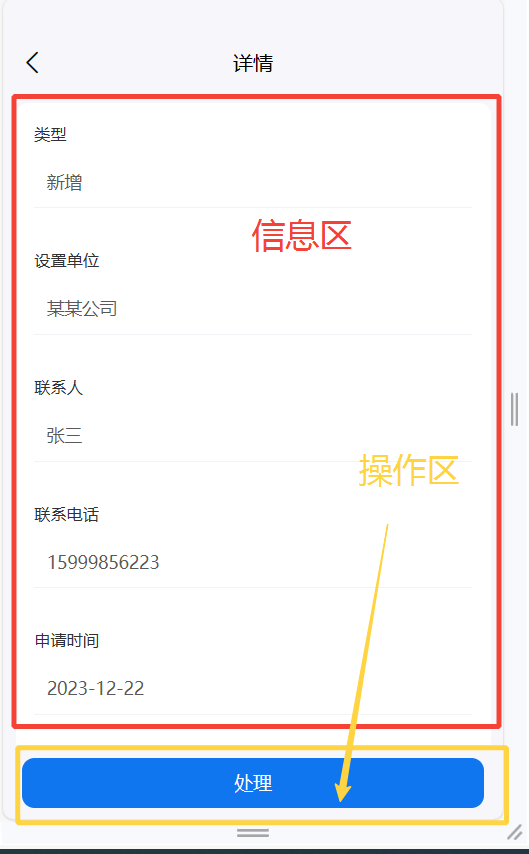 详情
类型
新增
信息区
设置单位
某某公司
联系人
张三
操作区
联系电话
15999856223
申请时间
2023-12-22
处理